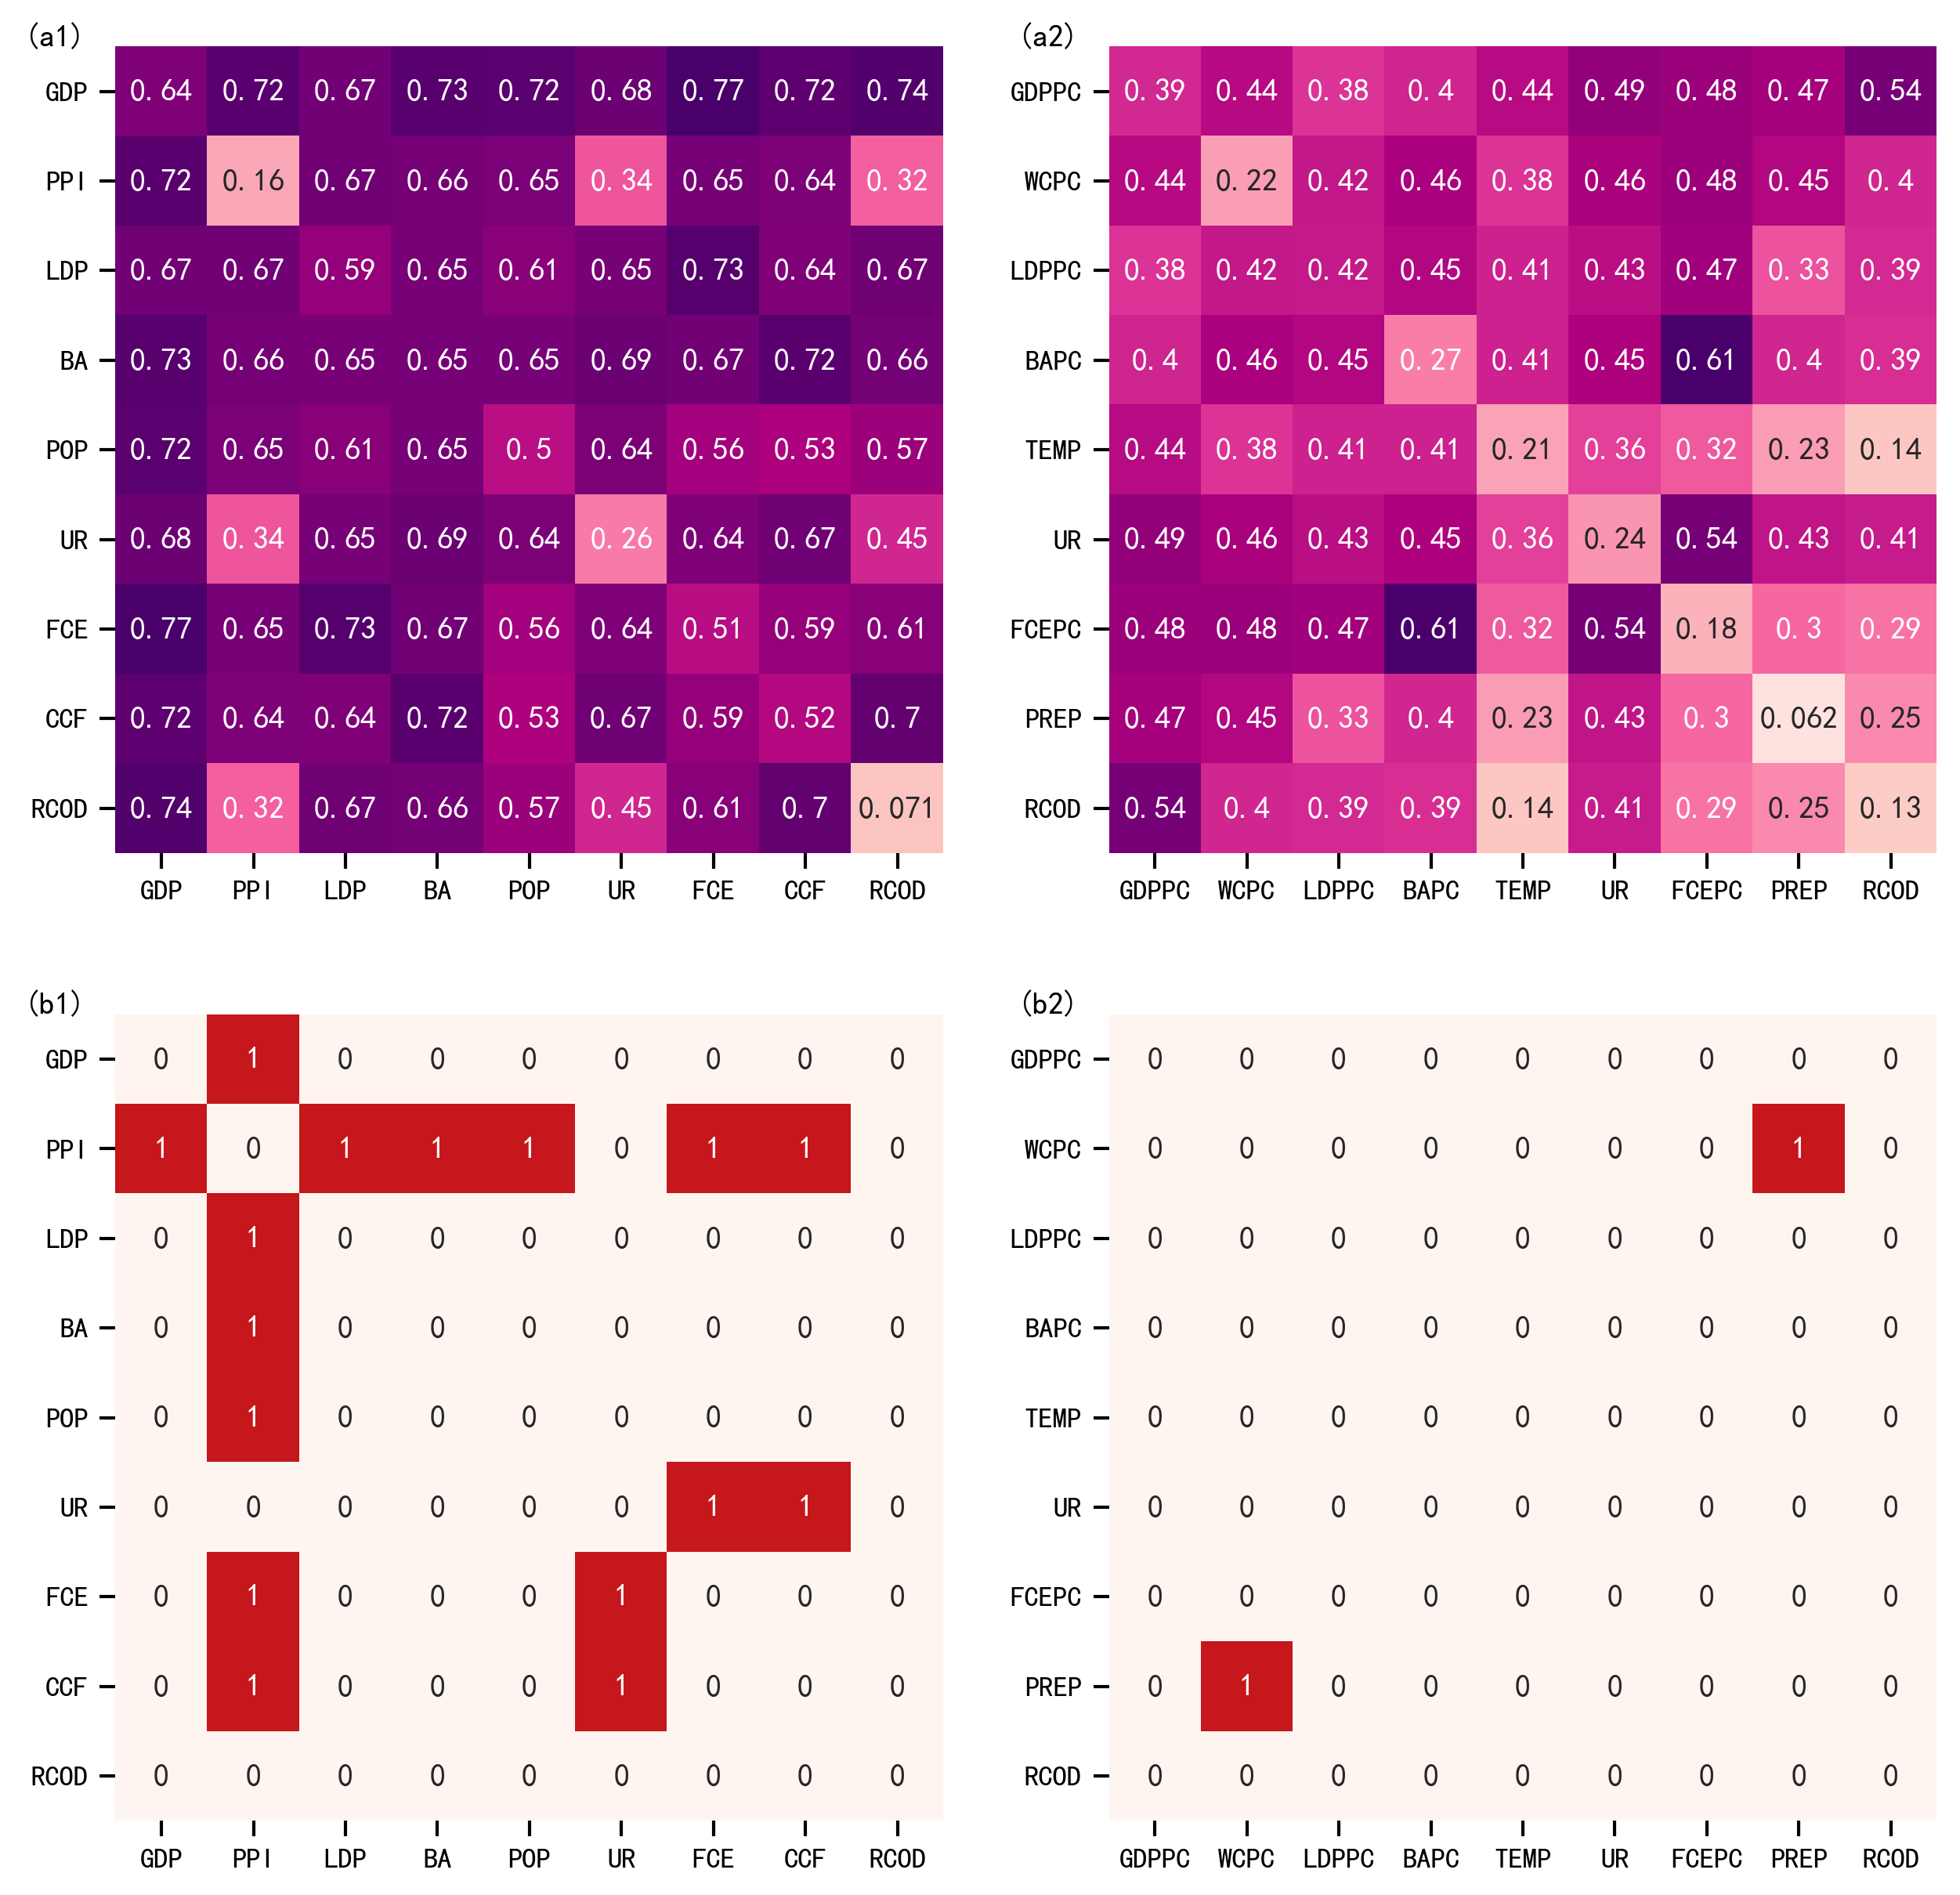 (a1)
GDP 0.64 0.72 0.67 0.73 0.72 0.68 0.77 0.72 0.74
PPI 0.72 0.16 0.67 0.66 0.65 0.34 0.65 0.64 0.32
LDP 0.67 0.67 0.59 0.65 0.61 0.65 0.73 0.64 0.67
BA 0.73 0.66 0.65 0.65 0.65 0.69 0.67 0.72 0.66
POP 0.72 0.65 0.61 0.65 0.5 0.64 0.56 0.53 0.57
UR 0.68 0.34 0.65 0.69 0.64 0.26 0.64 0.67 0.45
FCE 0.77 0.65 0.73 0.67 0.56 0.64 0.51 0.59 0.61
CCF 0.72 0.64 0.64 0.72 0.53 0.67 0.59 0.52 0.7
RCOD 0.74 0.32 0.67 0.66 0.57 0.45 0.61 0.7 0.071
GDP PPI LDP BA POP UR FCE CCF RCOD
(a2)
GDPPC 0.39 0.44 0.38 0.4 0.44 0.49 0.48 0.47 0.54
WCPC 0.44 0.22 0.42 0.46 0.38 0.46 0.48 0.45 0.4
LDPPC 0.38 0.42 0.42 0.45 0.41 0.43 0.47 0.33 0.39
BAPC 0.4 0.46 0.45 0.27 0.41 0.45 0.61 0.4 0.39
TEMP 0.44 0.38 0.41 0.41 0.21 0.36 0.32 0.23 0.14
UR 0.49 0.46 0.43 0.45 0.36 0.24 0.54 0.43 0.41
FCEPC 0.48 0.48 0.47 0.61 0.32 0.54 0.18 0.3 0.29
PREP 0.47 0.45 0.33 0.4 0.23 0.43 0.3 0.062 0.25
RCOD 0.54 0.4 0.39 0.39 0.14 0.41 0.29 0.25 0.13
GDPPC WCPC LDPPC BAPC TEMP UR FCEPC PREP RCOD
(b1)
GDP 0 1 0 0 0 0 0 0 0
PPI 1 0 1 1 1 0 1 1 0
LDP 0 1 0 0 0 0 0 0 0
BA 0 1 0 0 0 0 0 0 0
POP 0 1 0 0 0 0 0 0 0
UR 0 0 0 0 0 0 1 1 0
FCE 0 1 0 0 0 1 0 0 0
CCF 0 1 0 0 0 1 0 0 0
RCOD 0 0 0 0 0 0 0 0 0
GDP PPI LDP BA POP UR FCE CCF RCOD
(b2)
GDPPC 0 0 0 0 0 0 0 0 0
WCPC 0 0 0 0 0 0 0 1 0
LDPPC 0 0 0 0 0 0 0 0 0
BAPC 0 0 0 0 0 0 0 0 0
TEMP 0 0 0 0 0 0 0 0 0
UR 0 0 0 0 0 0 0 0 0
FCEPC 0 0 0 0 0 0 0 0 0
PREP 0 1 0 0 0 0 0 0 0
RCOD 0 0 0 0 0 0 0 0 0
GDPPC WCPC LDPPC BAPC TEMP UR FCEPC PREP RCOD